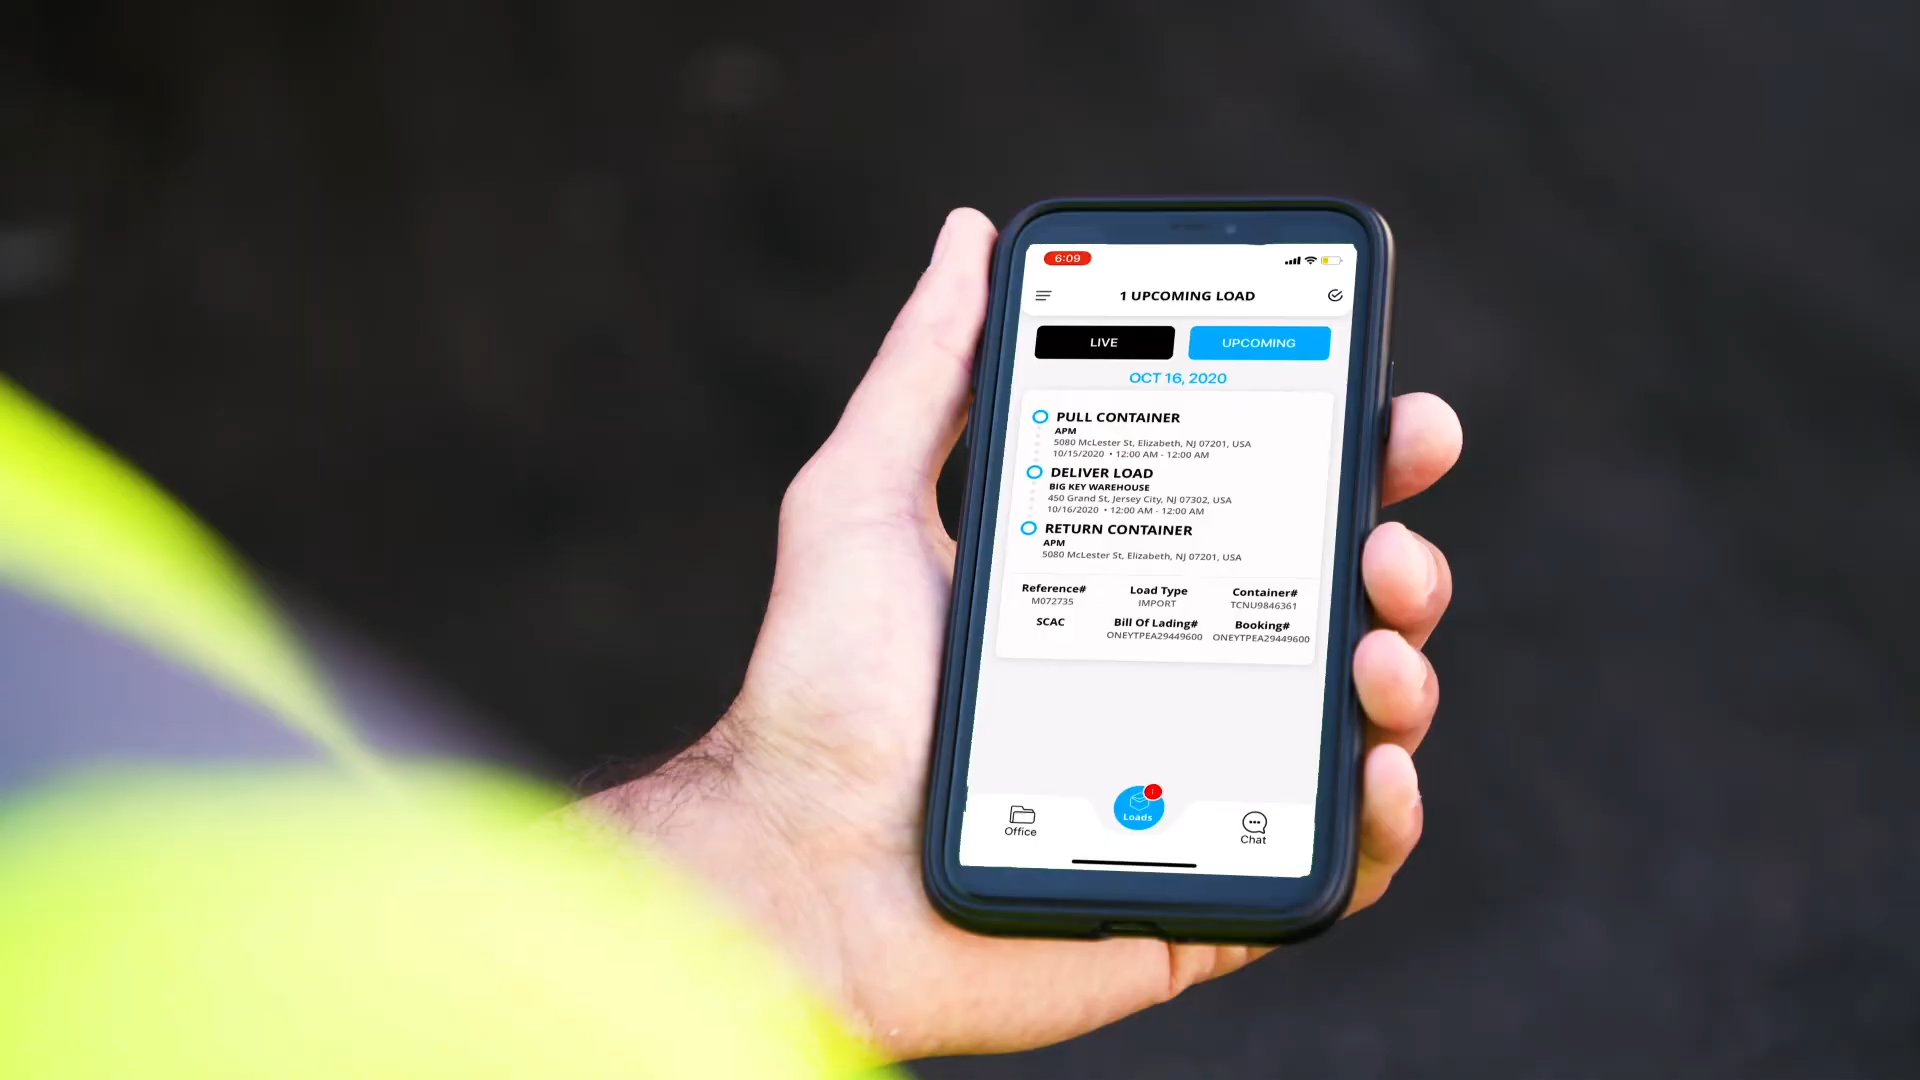 6:09
1 UPCOMING LOAD
LIVE
UPCOMING
OCT 16, 2020
PULL CONTAINER
APM
5080 McLester St, Elizabeth, NJ 07201, USA
10/15/2020 • 12:00 AM - 12:00 AM
DELIVER LOAD
BIG KEY WAREHOUSE
450 Grand St, Jersey City, NJ 07302, USA
10/16/2020 • 12:00 AM - 12:00 AM
RETURN CONTAINER
APM
5080 McLester St, Elizabeth, NJ 07201, USA
Reference# Load Type Container#
M072735 IMPORT TCNU9846361
SCAC Bill Of Lading# Booking#
ONEYTPEA29449600 ONEYTPEA29449600
Office
Loads
Chat